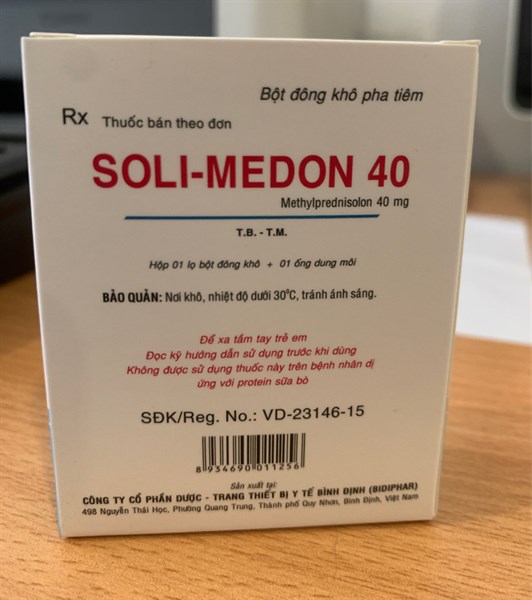 Bột đông khô pha tiêm
Rx Thuốc bán theo đơn
SOLI-MEDON 40
Methylprednisolon 40 mg
T.B. - T.M.
Hộp 01 lọ bột đông khô + 01 ống dung môi
BẢO QUẢN: Nơi khô, nhiệt độ dưới 30°C, tránh ánh sáng.
Để xa tầm tay trẻ em
Đọc kỹ hướng dẫn sử dụng trước khi dùng
Không được sử dụng thuốc này trên bệnh nhân dị
ứng với protein sữa bò
SĐK/Reg. No.: VD-23146-15
8 934690 011256
Sản xuất tại:
CÔNG TY CỔ PHẦN DƯỢC - TRANG THIẾT BỊ Y TẾ BÌNH ĐỊNH (BIDIPHAR)
498 Nguyễn Thái Học, Phường Quang Trung, Thành phố Quy Nhơn, Bình Định, Việt Nam